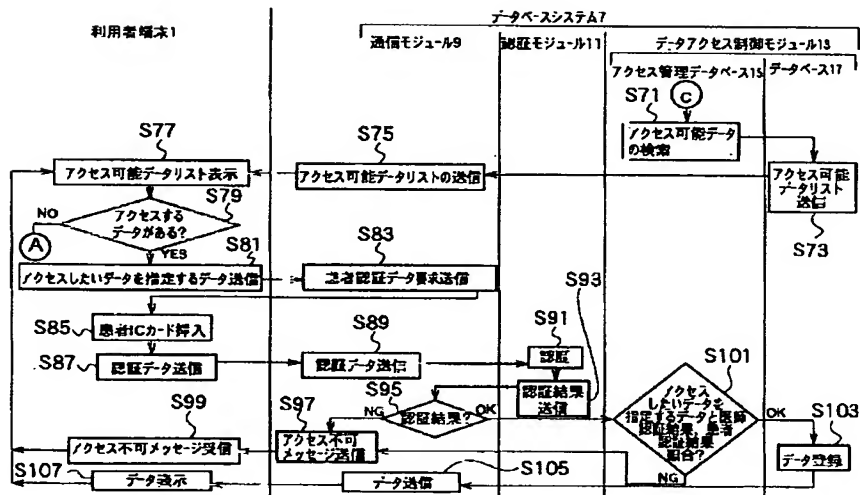 データベースシステム7
利用者端末1
通信モジュール9
認証モジュール11
データアクセス制御モジュール13
アクセス管理データベース15
データベース17
S71
C
アクセス可能データ
の検索
S77
S75
アクセス可能データリスト表示
アクセス可能データリストの送信
アクセス可能
データリスト
送信
S73
S79
NO
アクセスする
データがある?
A
YES
S81
S83
アクセスしたいデータを指定するデータ送信
患者認証データ要求送信
S93
S85
患者ICカード挿入
S87
認証データ送信
S89
認証データ送信
S91
認証
認証結果
送信
S95
認証結果?
NG
OK
S97
アクセス不可
メッセージ送信
S99
アクセス不可メッセージ受信
S101
アクセス
したいデータを
指定するデータと医師
認証結果、患者
認証結果
照合?
OK
NG
S103
データ登録
S107
データ表示
S105
データ送信